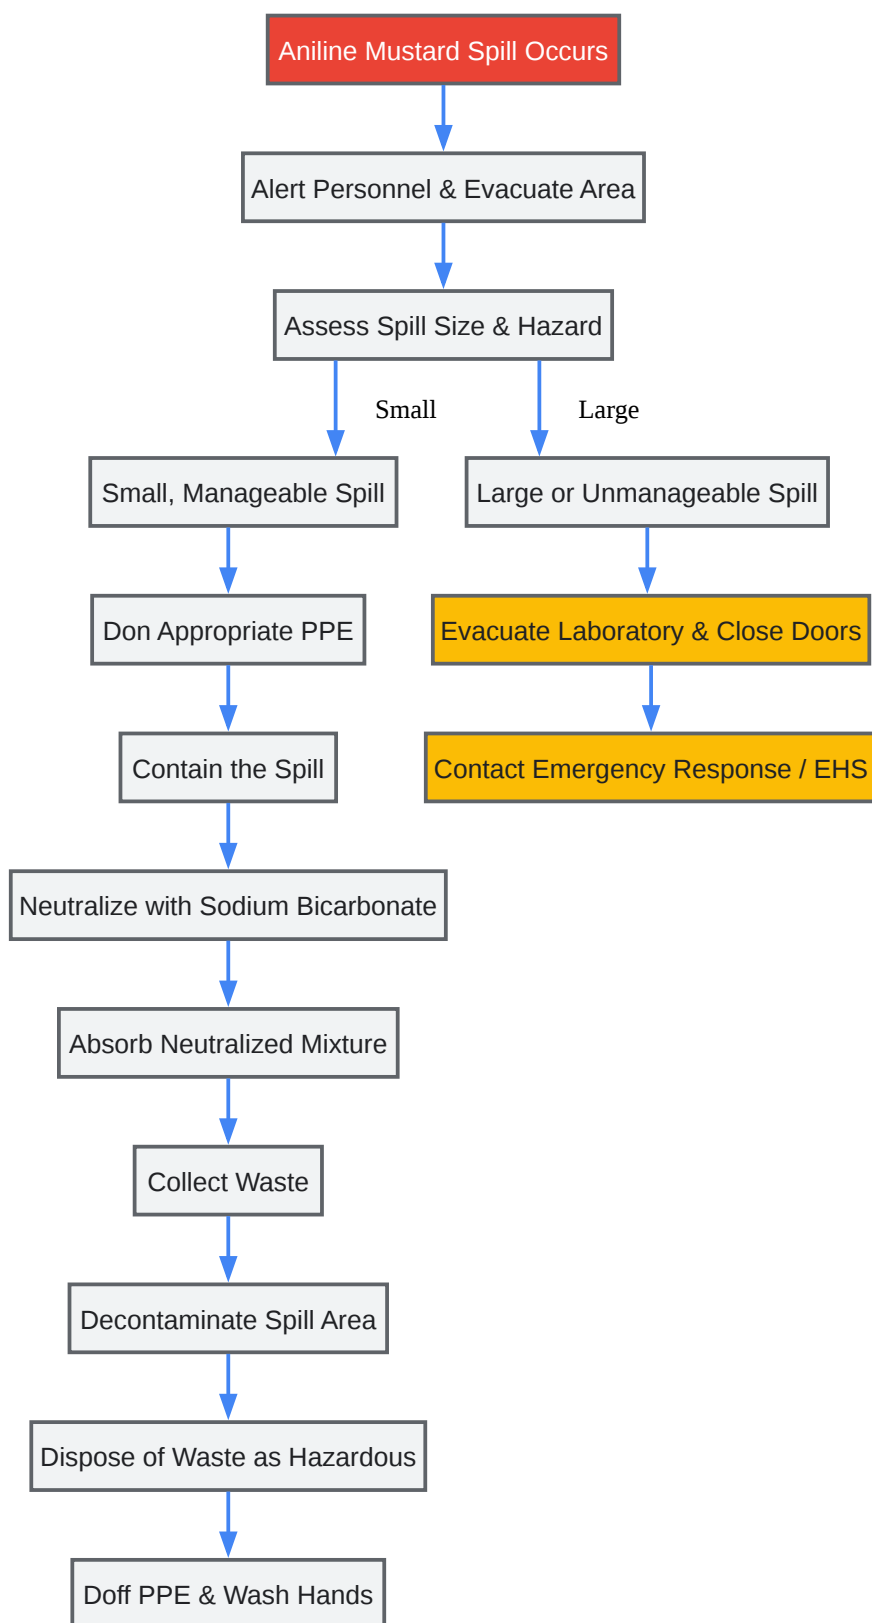 Aniline Mustard Spill Occurs
Alert Personnel & Evacuate Area
Assess Spill Size & Hazard
Small
Large
Small, Manageable Spill
Large or Unmanageable Spill
Don Appropriate PPE
Evacuate Laboratory & Close Doors
Contain the Spill
Contact Emergency Response / EHS
Neutralize with Sodium Bicarbonate
Absorb Neutralized Mixture
Collect Waste
Decontaminate Spill Area
Dispose of Waste as Hazardous
Doff PPE & Wash Hands